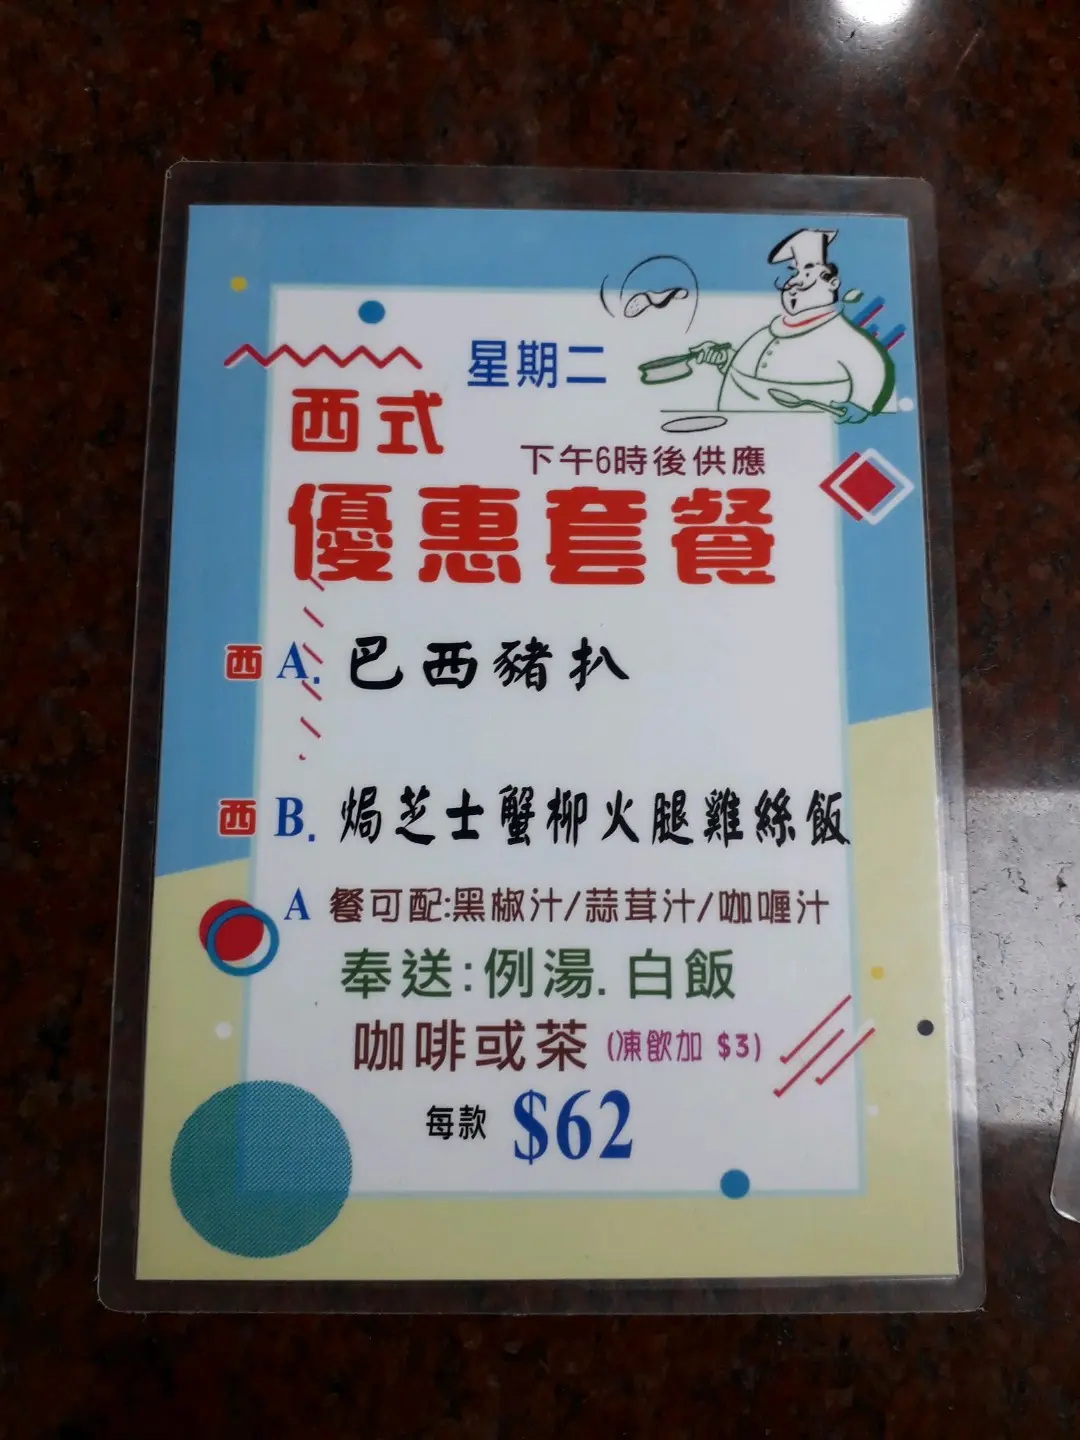 星期二
西式
下午6時後供應
優惠套餐
西 A. 巴西豬扒
西 B. 焗芝士蟹柳火腿雞絲飯
A 餐可配:黑椒汁/蒜茸汁/咖喱汁
奉送:例湯. 白飯
咖啡或茶 (凍飲加 $3)
每款 $62